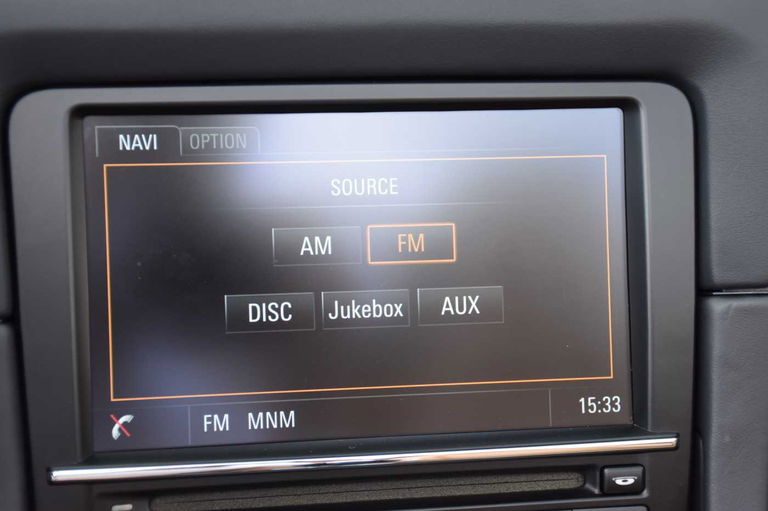 NAVI OPTION
SOURCE
AM FM
DISC Jukebox AUX
FM MNM 15:33